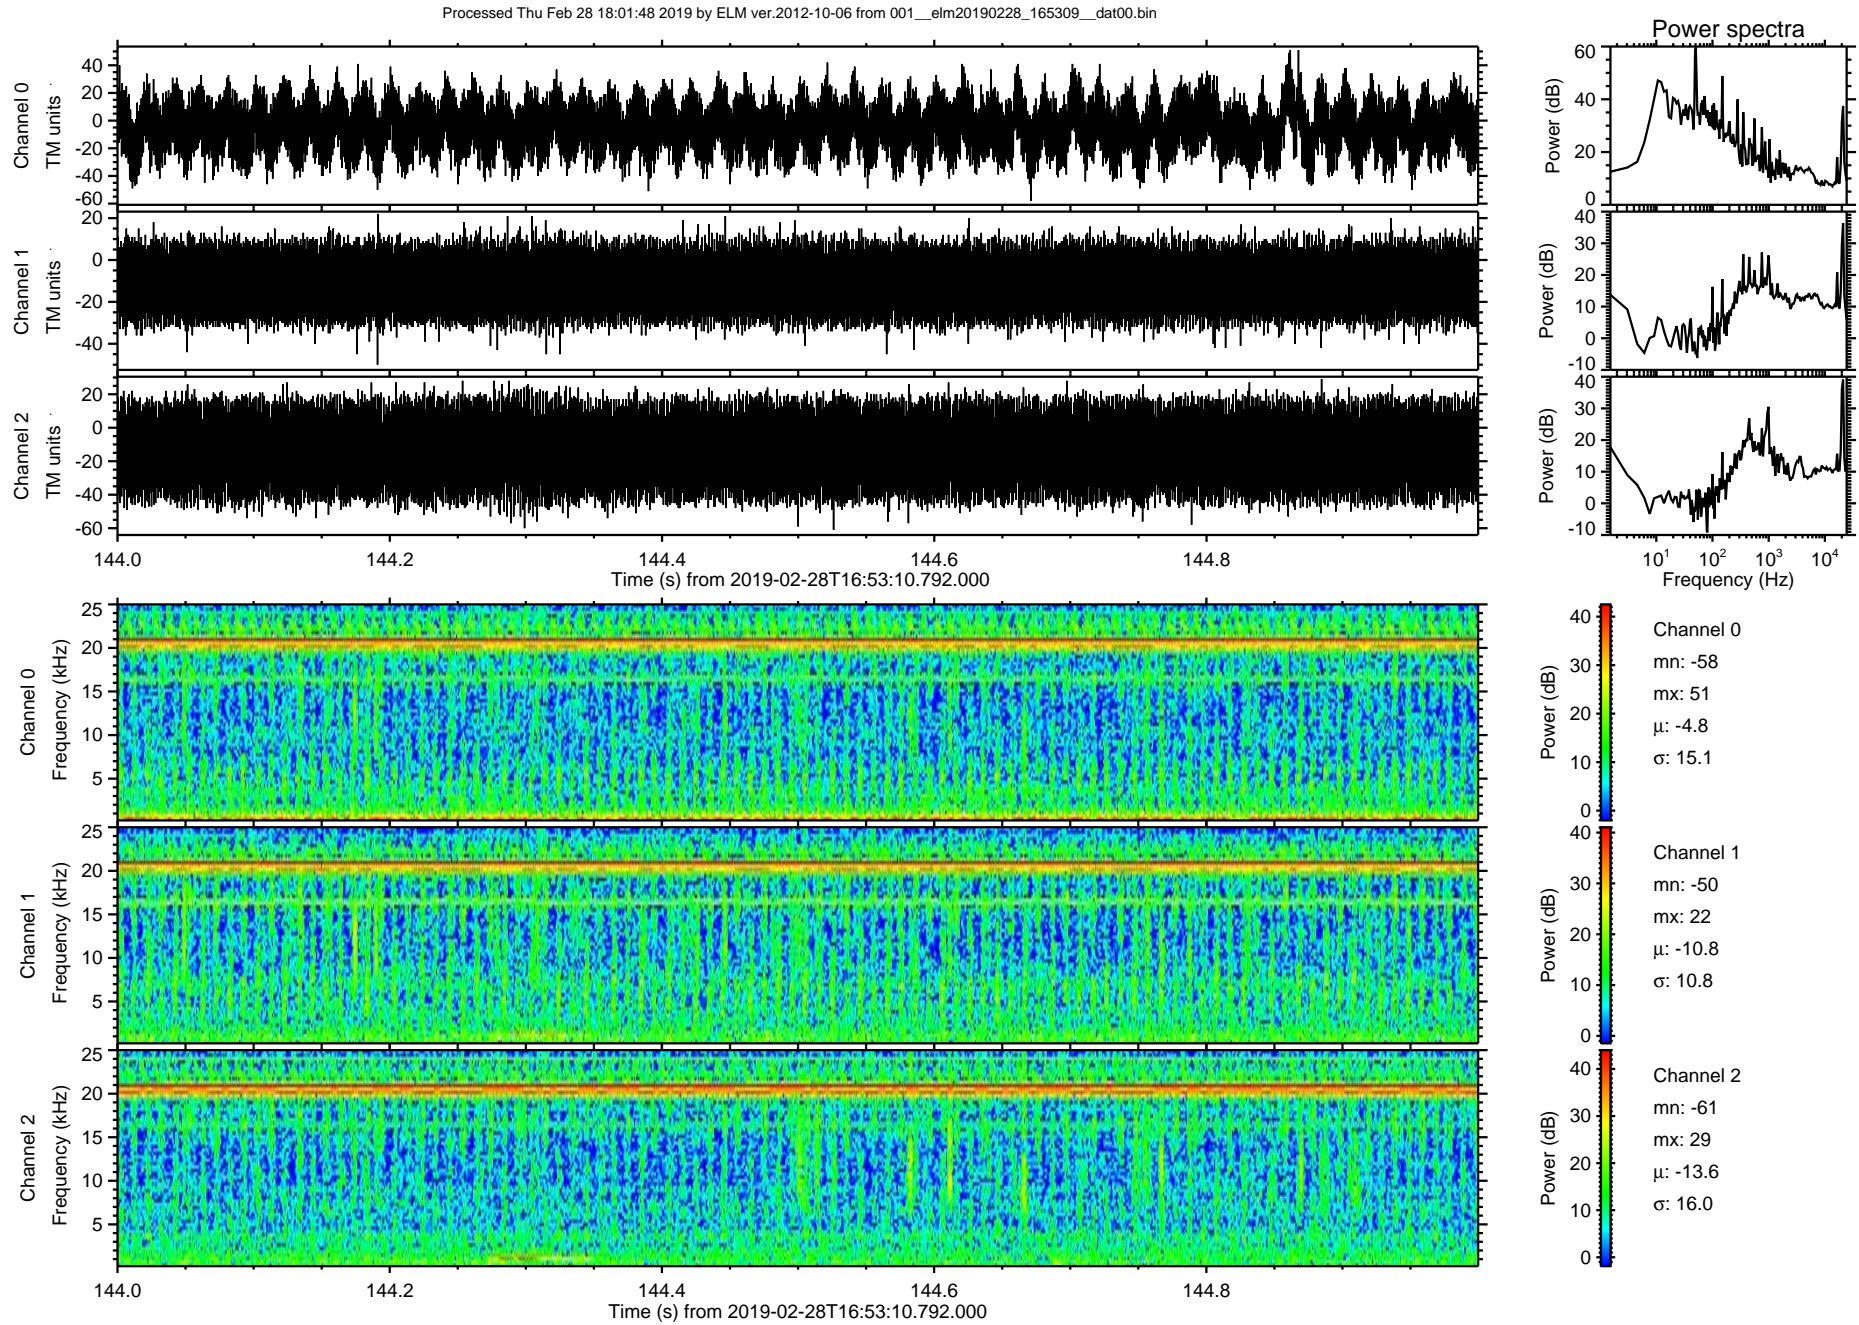 Processed Thu Feb 28 18:01:48 2019 by ELM ver.2012-10-06 from 001__elm20190228_165309__dat00.bin
Power spectra
Channel 0
TM units
40
20
0
-20
-40
-60
Power (dB)
60
40
20
0
Channel 1
TM units
20
0
-20
-40
Power (dB)
40
30
20
10
0
-10
Channel 2
TM units
20
0
-20
-40
-60
Power (dB)
40
30
20
10
0
-10
144.0 144.2 144.4 144.6 144.8
Time (s) from 2019-02-28T16:53:10.792.000
10^1 10^2 10^3 10^4
Frequency (Hz)
Channel 0
Frequency (kHz)
25
20
15
10
5
Power (dB)
40
30
20
10
0
Channel 0
mn: -58
mx: 51
μ: -4.8
σ: 15.1
Channel 1
Frequency (kHz)
25
20
15
10
5
Power (dB)
40
30
20
10
0
Channel 1
mn: -50
mx: 22
μ: -10.8
σ: 10.8
Channel 2
Frequency (kHz)
25
20
15
10
5
Power (dB)
40
30
20
10
0
Channel 2
mn: -61
mx: 29
μ: -13.6
σ: 16.0
144.0 144.2 144.4 144.6 144.8
Time (s) from 2019-02-28T16:53:10.792.000